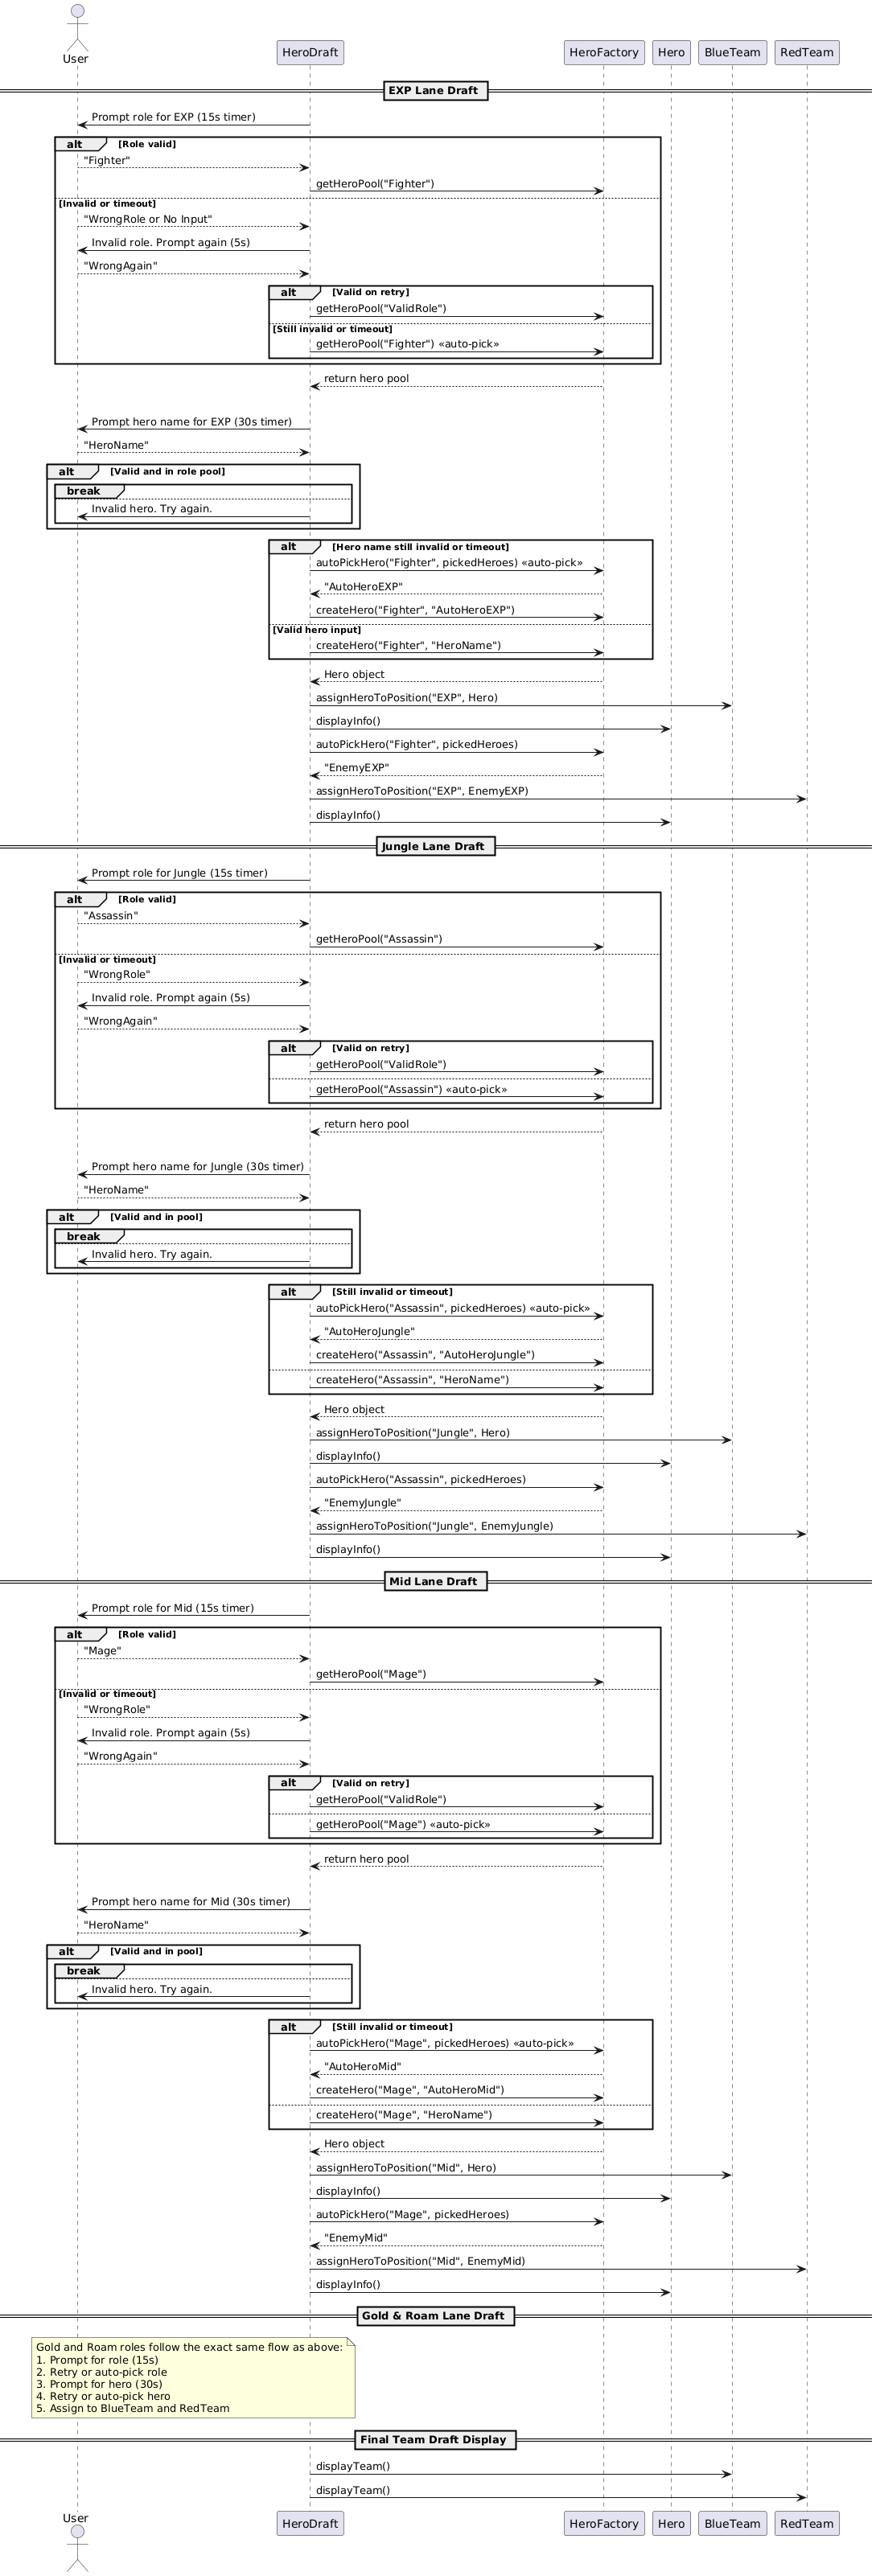 User
HeroDraft
HeroFactory
Hero
BlueTeam
RedTeam
EXP Lane Draft
Prompt role for EXP (15s timer)
alt [Role valid]
"Fighter"
getHeroPool("Fighter")
[Invalid or timeout]
"WrongRole or No Input"
Invalid role. Prompt again (5s)
"WrongAgain"
alt [Valid on retry]
getHeroPool("ValidRole")
[Still invalid or timeout]
getHeroPool("Fighter") «auto-pick»
return hero pool
Prompt hero name for EXP (30s timer)
"HeroName"
alt [Valid and in role pool]
break
Invalid hero. Try again.
alt [Hero name still invalid or timeout]
autoPickHero("Fighter", pickedHeroes) «auto-pick»
"AutoHeroEXP"
createHero("Fighter", "AutoHeroEXP")
[Valid hero input]
createHero("Fighter", "HeroName")
Hero object
assignHeroToPosition("EXP", Hero)
displayInfo()
autoPickHero("Fighter", pickedHeroes)
"EnemyEXP"
assignHeroToPosition("EXP", EnemyEXP)
displayInfo()
Jungle Lane Draft
Prompt role for Jungle (15s timer)
alt [Role valid]
"Assassin"
getHeroPool("Assassin")
[Invalid or timeout]
"WrongRole"
Invalid role. Prompt again (5s)
"WrongAgain"
alt [Valid on retry]
getHeroPool("ValidRole")
getHeroPool("Assassin") «auto-pick»
return hero pool
Prompt hero name for Jungle (30s timer)
"HeroName"
alt [Valid and in pool]
break
Invalid hero. Try again.
alt [Still invalid or timeout]
autoPickHero("Assassin", pickedHeroes) «auto-pick»
"AutoHeroJungle"
createHero("Assassin", "AutoHeroJungle")
createHero("Assassin", "HeroName")
Hero object
assignHeroToPosition("Jungle", Hero)
displayInfo()
autoPickHero("Assassin", pickedHeroes)
"EnemyJungle"
assignHeroToPosition("Jungle", EnemyJungle)
displayInfo()
Mid Lane Draft
Prompt role for Mid (15s timer)
alt [Role valid]
"Mage"
getHeroPool("Mage")
[Invalid or timeout]
"WrongRole"
Invalid role. Prompt again (5s)
"WrongAgain"
alt [Valid on retry]
getHeroPool("ValidRole")
getHeroPool("Mage") «auto-pick»
return hero pool
Prompt hero name for Mid (30s timer)
"HeroName"
alt [Valid and in pool]
break
Invalid hero. Try again.
alt [Still invalid or timeout]
autoPickHero("Mage", pickedHeroes) «auto-pick»
"AutoHeroMid"
createHero("Mage", "AutoHeroMid")
createHero("Mage", "HeroName")
Hero object
assignHeroToPosition("Mid", Hero)
displayInfo()
autoPickHero("Mage", pickedHeroes)
"EnemyMid"
assignHeroToPosition("Mid", EnemyMid)
displayInfo()
Gold & Roam Lane Draft
Gold and Roam roles follow the exact same flow as above:
1. Prompt for role (15s)
2. Retry or auto-pick role
3. Prompt for hero (30s)
4. Retry or auto-pick hero
5. Assign to BlueTeam and RedTeam
Final Team Draft Display
displayTeam()
displayTeam()
User
HeroDraft
HeroFactory
Hero
BlueTeam
RedTeam